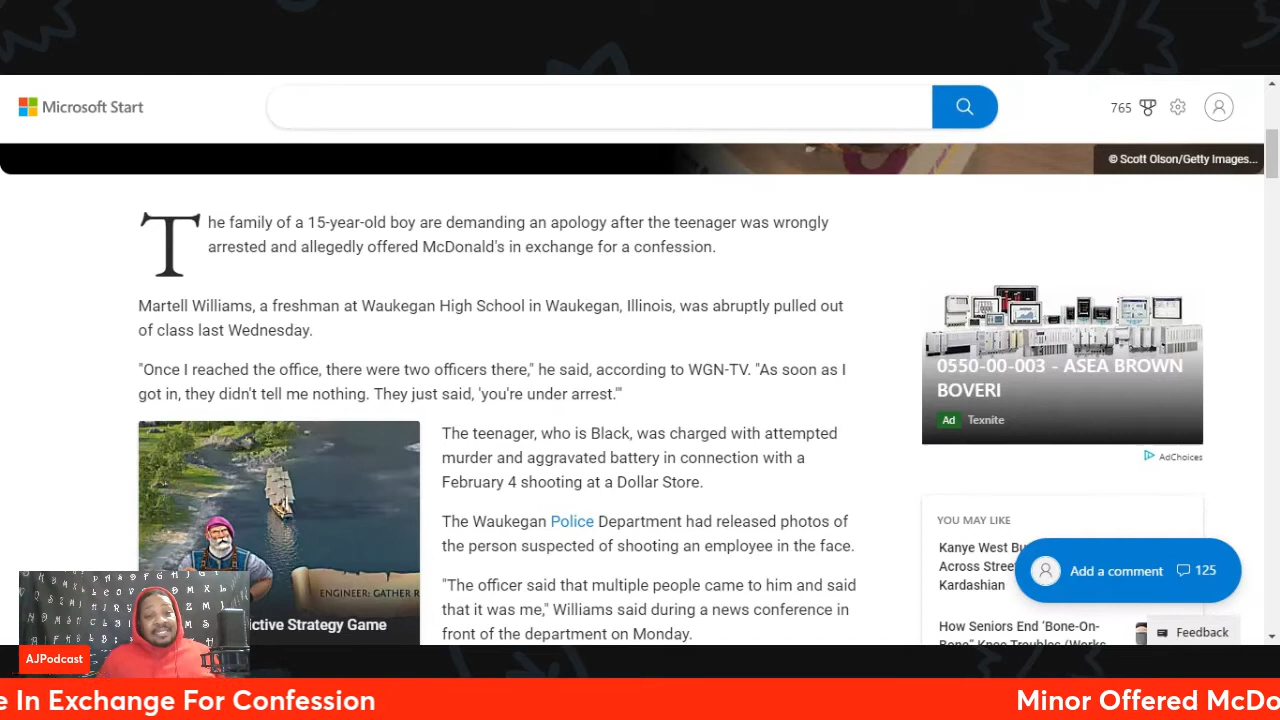 Microsoft Start
765
© Scott Olson/Getty Images...
The family of a 15-year-old boy are demanding an apology after the teenager was wrongly
arrested and allegedly offered McDonald's in exchange for a confession.
Martell Williams, a freshman at Waukegan High School in Waukegan, Illinois, was abruptly pulled out
of class last Wednesday.
"Once I reached the office, there were two officers there," he said, according to WGN-TV. "As soon as I
got in, they didn't tell me nothing. They just said, 'you're under arrest.'"
The teenager, who is Black, was charged with attempted
murder and aggravated battery in connection with a
February 4 shooting at a Dollar Store.
The Waukegan Police Department had released photos of
the person suspected of shooting an employee in the face.
"The officer said that multiple people came to him and said
that it was me," Williams said during a news conference in
front of the department on Monday.
ENGINEER: GATHER R
ictive Strategy Game
0550-00-003 - ASEA BROWN
BOVERI
Ad Texnite
AdChoices
YOU MAY LIKE
Kanye West Bu
Across Stree
Kardashian
Add a comment 125
How Seniors End 'Bone-On-
Bone" Knee Troubles (Works
Feedback
AJPodcast
e In Exchange For Confession
Minor Offered McDo